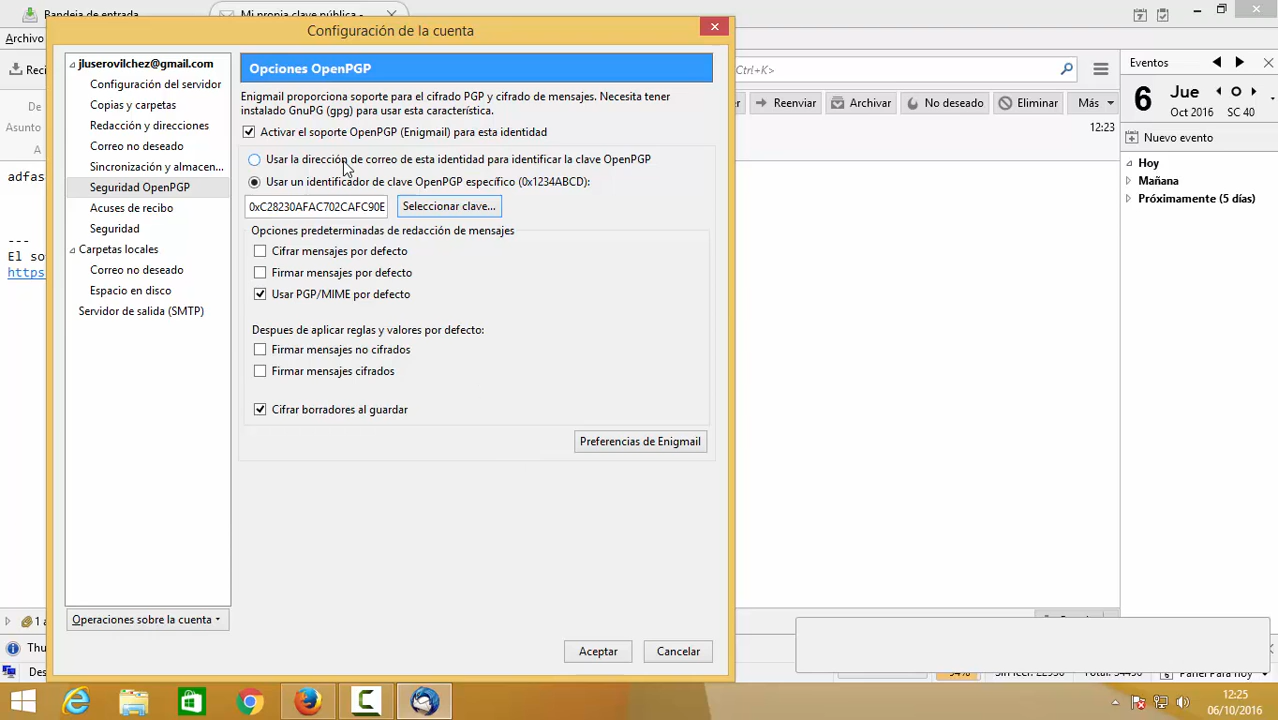 Bandeja de entrada
Mi propia clave pública -
Configuración de la cuenta
Archivo
jluserovilchez@gmail.com
Configuración del servidor
Copias y carpetas
Redacción y direcciones
Correo no deseado
Sincronización y almacen...
Seguridad OpenPGP
Acuses de recibo
Seguridad
Carpetas locales
Correo no deseado
Espacio en disco
Servidor de salida (SMTP)
Operaciones sobre la cuenta
Opciones OpenPGP
Enigmail proporciona soporte para el cifrado PGP y cifrado de mensajes. Necesita tener
instalado GnuPG (gpg) para usar esta característica.
Activar el soporte OpenPGP (Enigmail) para esta identidad
Usar la dirección de correo de esta identidad para identificar la clave OpenPGP
Usar un identificador de clave OpenPGP específico (0x1234ABCD):
0xC28230AFAC702CAFC90E
Seleccionar clave...
Opciones predeterminadas de redacción de mensajes
Cifrar mensajes por defecto
Firmar mensajes por defecto
Usar PGP/MIME por defecto
Despues de aplicar reglas y valores por defecto:
Firmar mensajes no cifrados
Firmar mensajes cifrados
Cifrar borradores al guardar
Preferencias de Enigmail
Aceptar
Cancelar
De
Asunto
A
adfas
---
El so
https
1
Thu
Des
Ctrl+K>
Reenviar
Archivar
No deseado
Eliminar
Más
12:23
Eventos
6
Jue
Oct 2016
SC 40
Nuevo evento
Hoy
Mañana
Próximamente (5 días)
12:25
06/10/2016